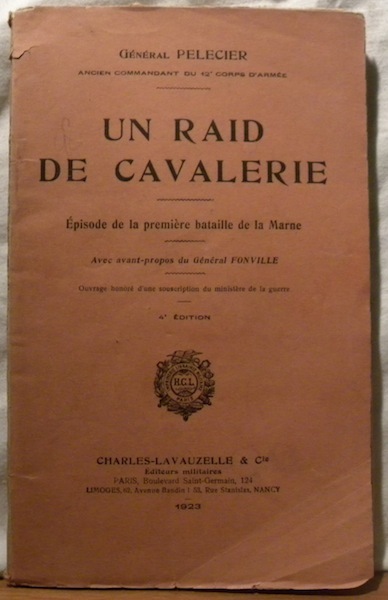 GÉNÉRAL PELECIER
ANCIEN COMMANDANT DU 12e CORPS D'ARMÉE
UN RAID
DE CAVALERIE
Épisode de la première bataille de la Marne
Avec avant-propos du Général FONVILLE
Ouvrage honoré d'une souscription du ministère de la guerre
4e ÉDITION
H.C.L.
CHARLES-LAVAUZELLE & Cie
Éditeurs militaires
PARIS, Boulevard Saint-Germain, 124
LIMOGES, 62, Avenue Baudin | 53, Rue Stanislas, NANCY
1923